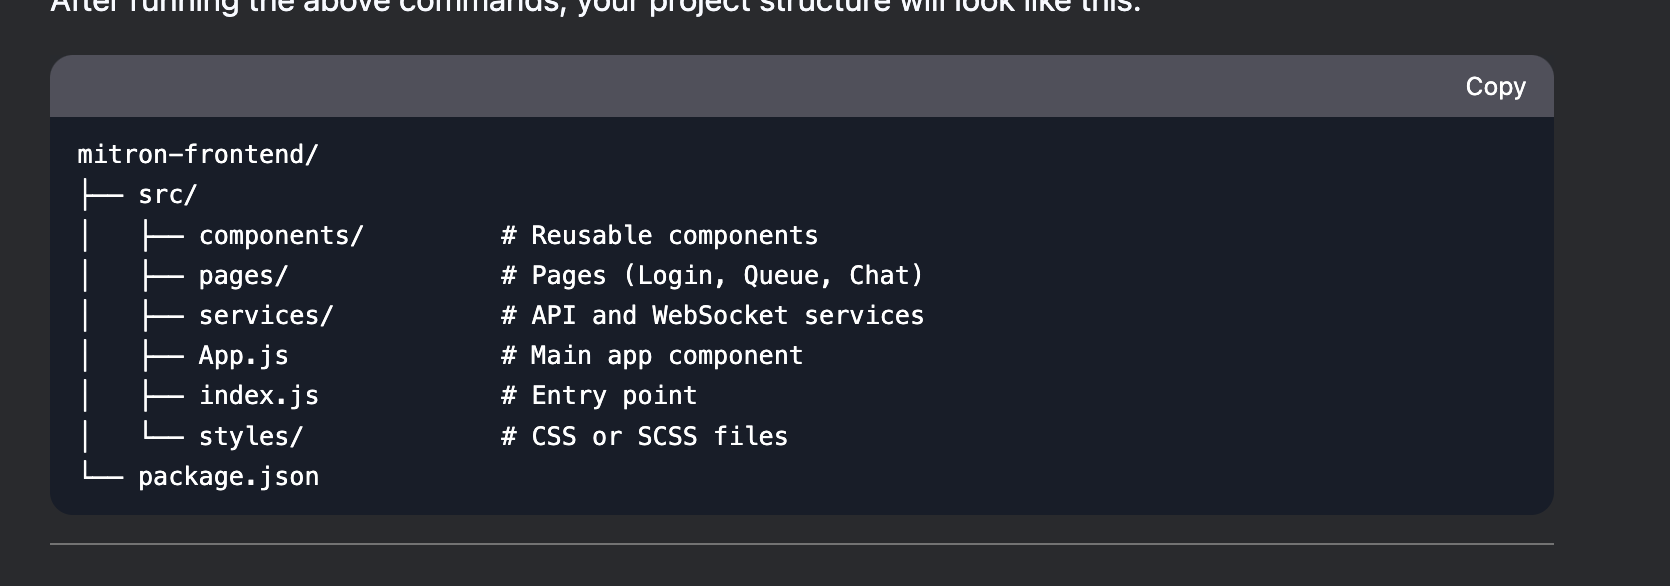 After running the above commands, your project structure will look like this:
Copy
mitron-frontend/
├── src/
│   ├── components/         # Reusable components
│   ├── pages/              # Pages (Login, Queue, Chat)
│   ├── services/           # API and WebSocket services
│   ├── App.js              # Main app component
│   ├── index.js            # Entry point
│   └── styles/             # CSS or SCSS files
└── package.json